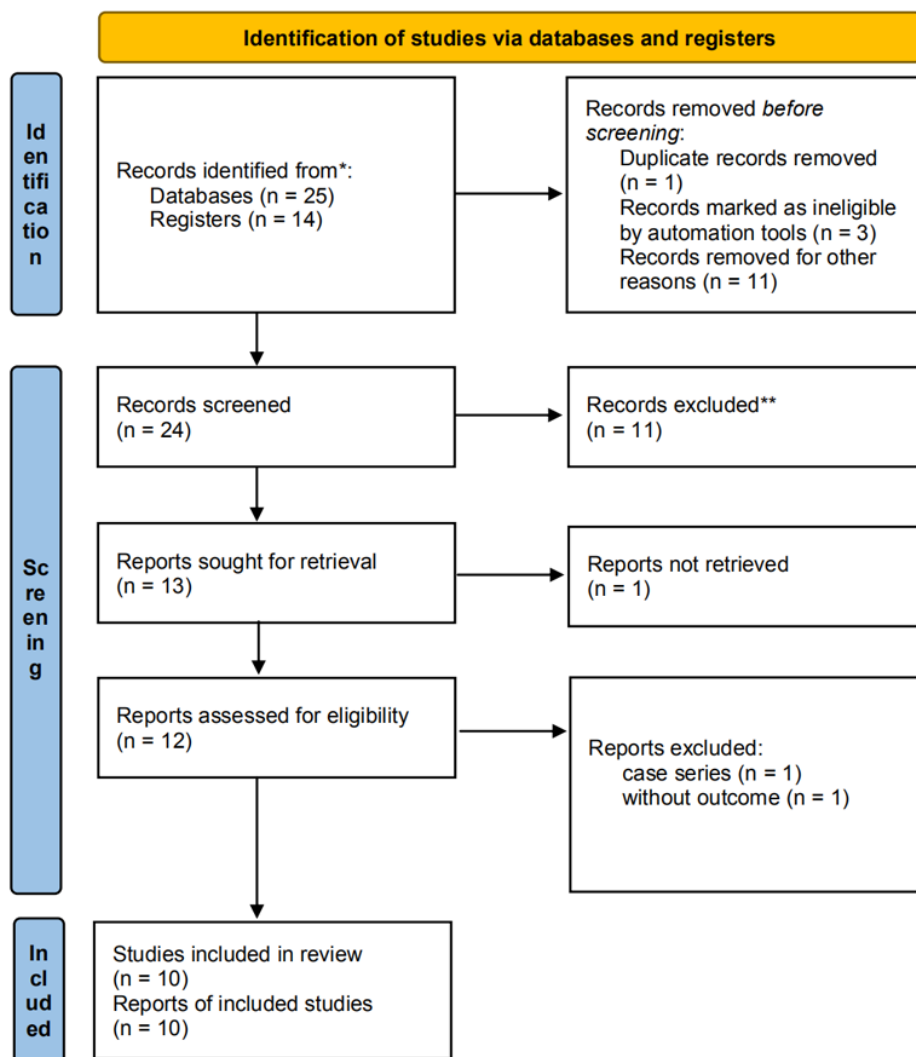 Identification of studies via databases and registers
Id
en
tifi
ca
tio
n
Records identified from*:
Databases (n = 25)
Registers (n = 14)
Records removed before
screening:
Duplicate records removed
(n = 1)
Records marked as ineligible
by automation tools (n = 3)
Records removed for other
reasons (n = 11)
Sc
re
en
in
g
Records screened
(n = 24)
Records excluded**
(n = 11)
Reports sought for retrieval
(n = 13)
Reports not retrieved
(n = 1)
Reports assessed for eligibility
(n = 12)
Reports excluded:
case series (n = 1)
without outcome (n = 1)
In
cl
ud
ed
Studies included in review
(n = 10)
Reports of included studies
(n = 10)